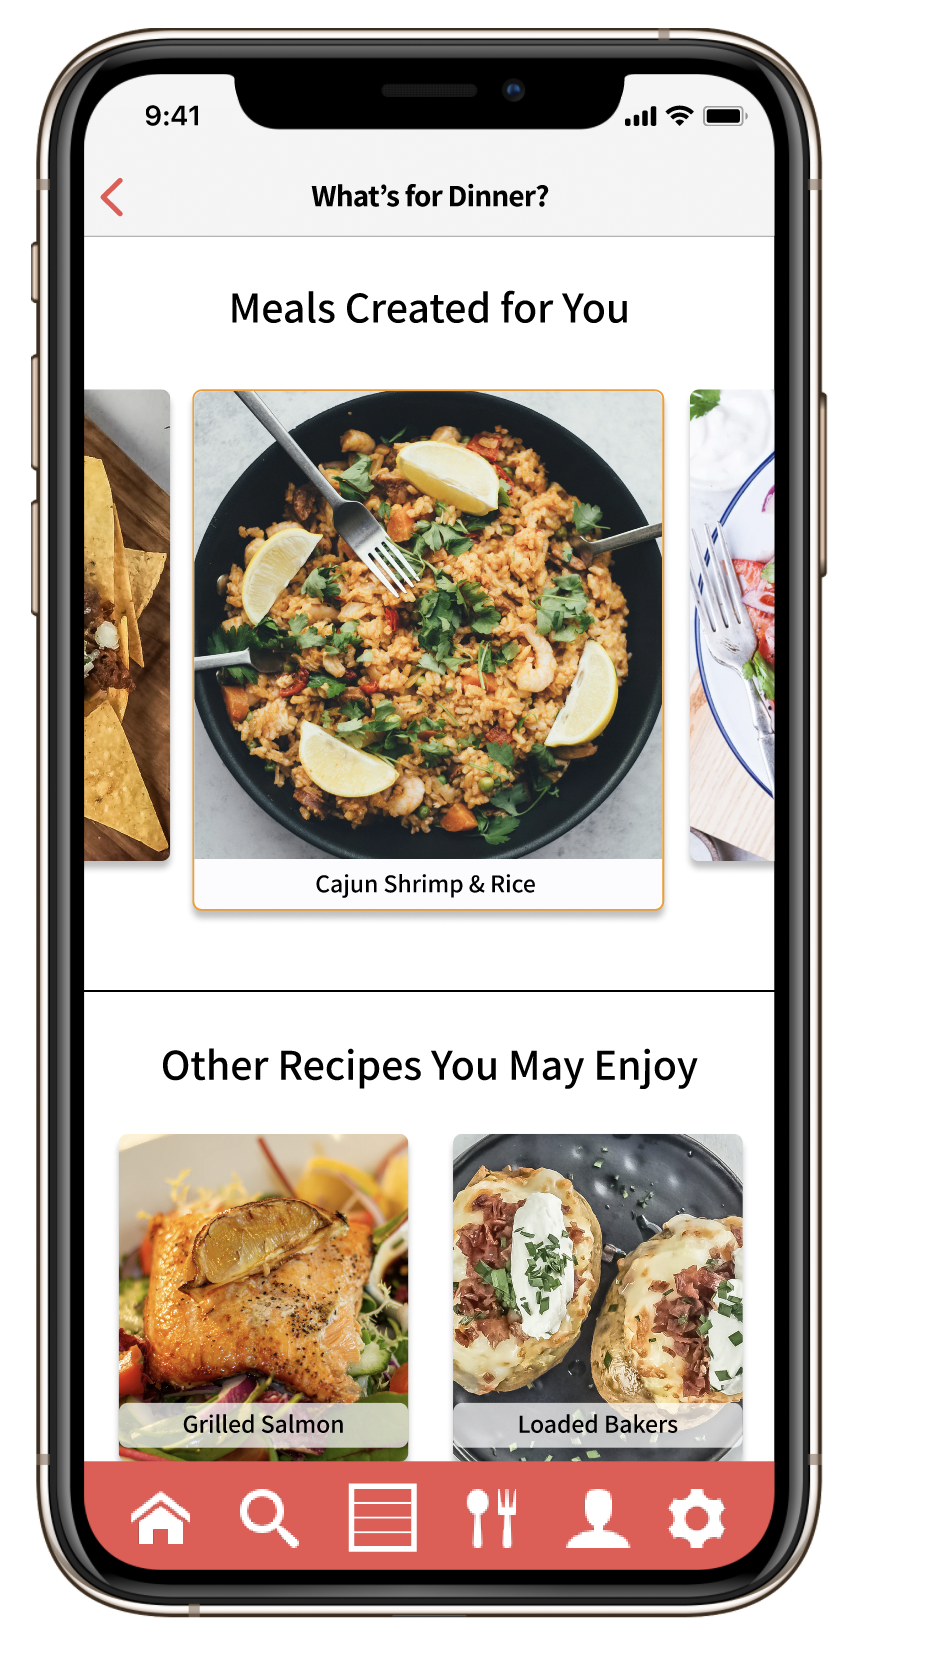 9:41
What's for Dinner?
Meals Created for You
Cajun Shrimp & Rice
Other Recipes You May Enjoy
Grilled Salmon
Loaded Bakers